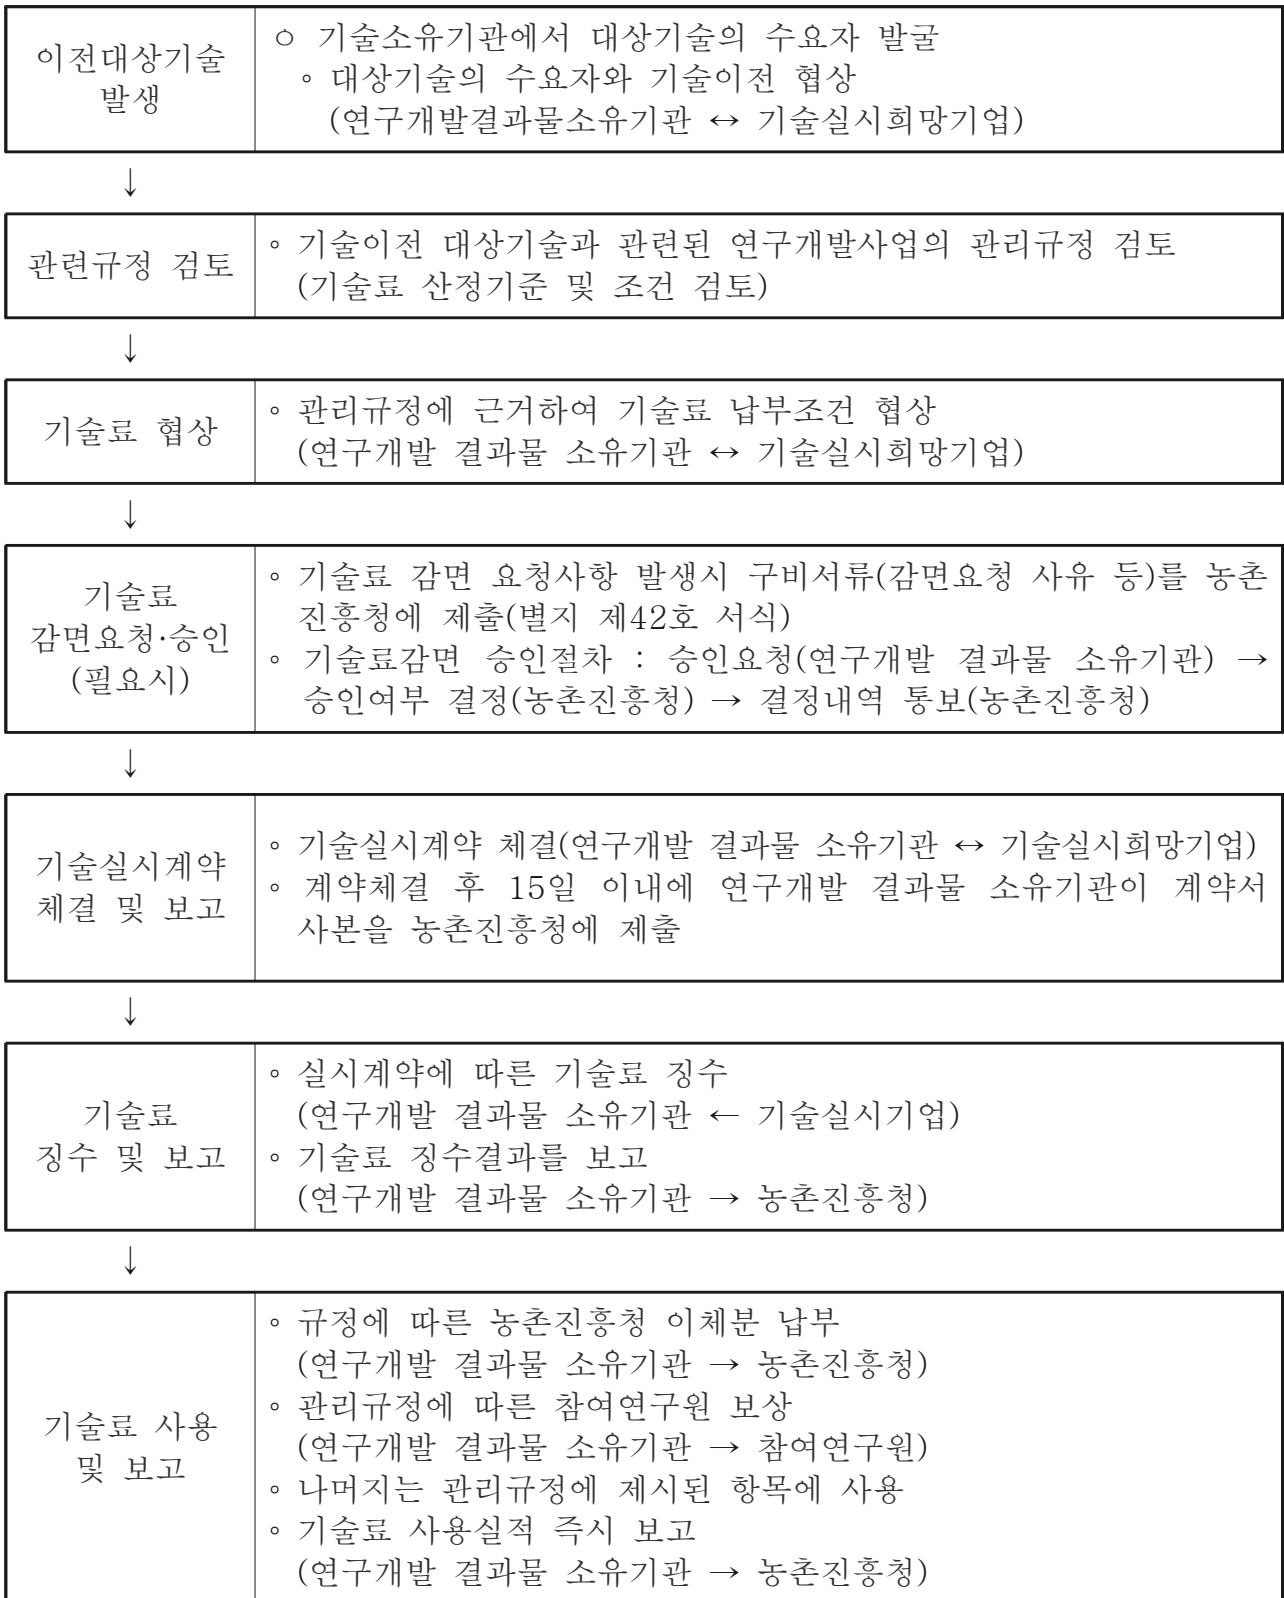 이전대상기술
발생
ㅇ 기술소유기관에서 대상기술의 수요자 발굴
◦ 대상기술의 수요자와 기술이전 협상
(연구개발결과물소유기관 ↔ 기술실시희망기업)
↓
관련규정 검토
◦ 기술이전 대상기술과 관련된 연구개발사업의 관리규정 검토
(기술료 산정기준 및 조건 검토)
↓
기술료 협상
◦ 관리규정에 근거하여 기술료 납부조건 협상
(연구개발 결과물 소유기관 ↔ 기술실시희망기업)
↓
기술료
감면요청·승인
(필요시)
◦ 기술료 감면 요청사항 발생시 구비서류(감면요청 사유 등)를 농촌
진흥청에 제출(별지 제42호 서식)
◦ 기술료감면 승인절차 : 승인요청(연구개발 결과물 소유기관) →
승인여부 결정(농촌진흥청) → 결정내역 통보(농촌진흥청)
↓
기술실시계약
체결 및 보고
◦ 기술실시계약 체결(연구개발 결과물 소유기관 ↔ 기술실시희망기업)
◦ 계약체결 후 15일 이내에 연구개발 결과물 소유기관이 계약서
사본을 농촌진흥청에 제출
↓
기술료
징수 및 보고
◦ 실시계약에 따른 기술료 징수
(연구개발 결과물 소유기관 ← 기술실시기업)
◦ 기술료 징수결과를 보고
(연구개발 결과물 소유기관 → 농촌진흥청)
↓
기술료 사용
및 보고
◦ 규정에 따른 농촌진흥청 이체분 납부
(연구개발 결과물 소유기관 → 농촌진흥청)
◦ 관리규정에 따른 참여연구원 보상
(연구개발 결과물 소유기관 → 참여연구원)
◦ 나머지는 관리규정에 제시된 항목에 사용
◦ 기술료 사용실적 즉시 보고
(연구개발 결과물 소유기관 → 농촌진흥청)